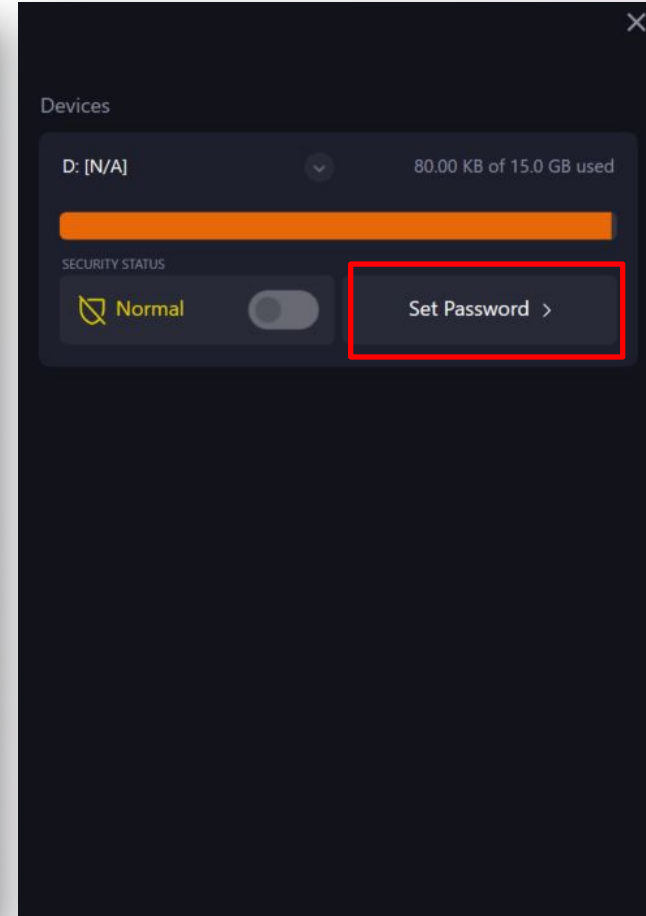 Devices
D: [N/A]
80.00 KB of 15.0 GB used
SECURITY STATUS
Normal
Set Password >